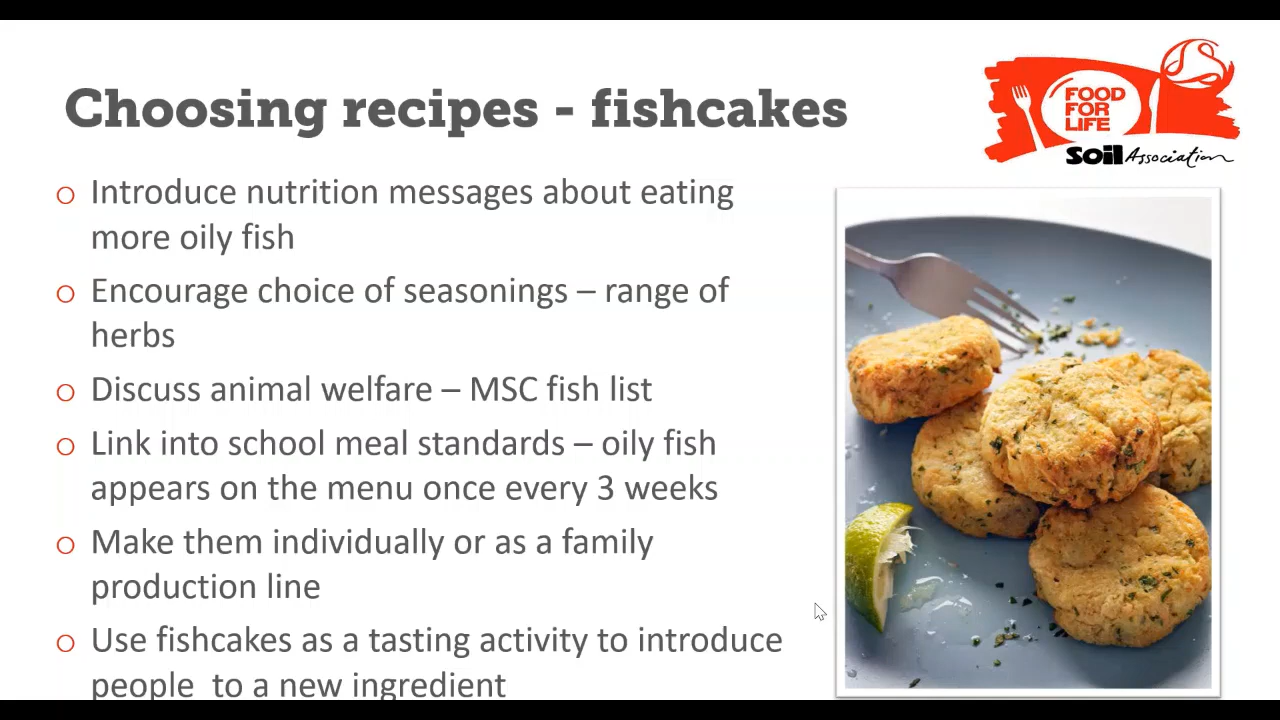 Choosing recipes - fishcakes
FOOD
FOR
LIFE
Soil Association
o Introduce nutrition messages about eating
more oily fish
o Encourage choice of seasonings – range of
herbs
o Discuss animal welfare – MSC fish list
o Link into school meal standards – oily fish
appears on the menu once every 3 weeks
o Make them individually or as a family
production line
o Use fishcakes as a tasting activity to introduce
people  to a new ingredient